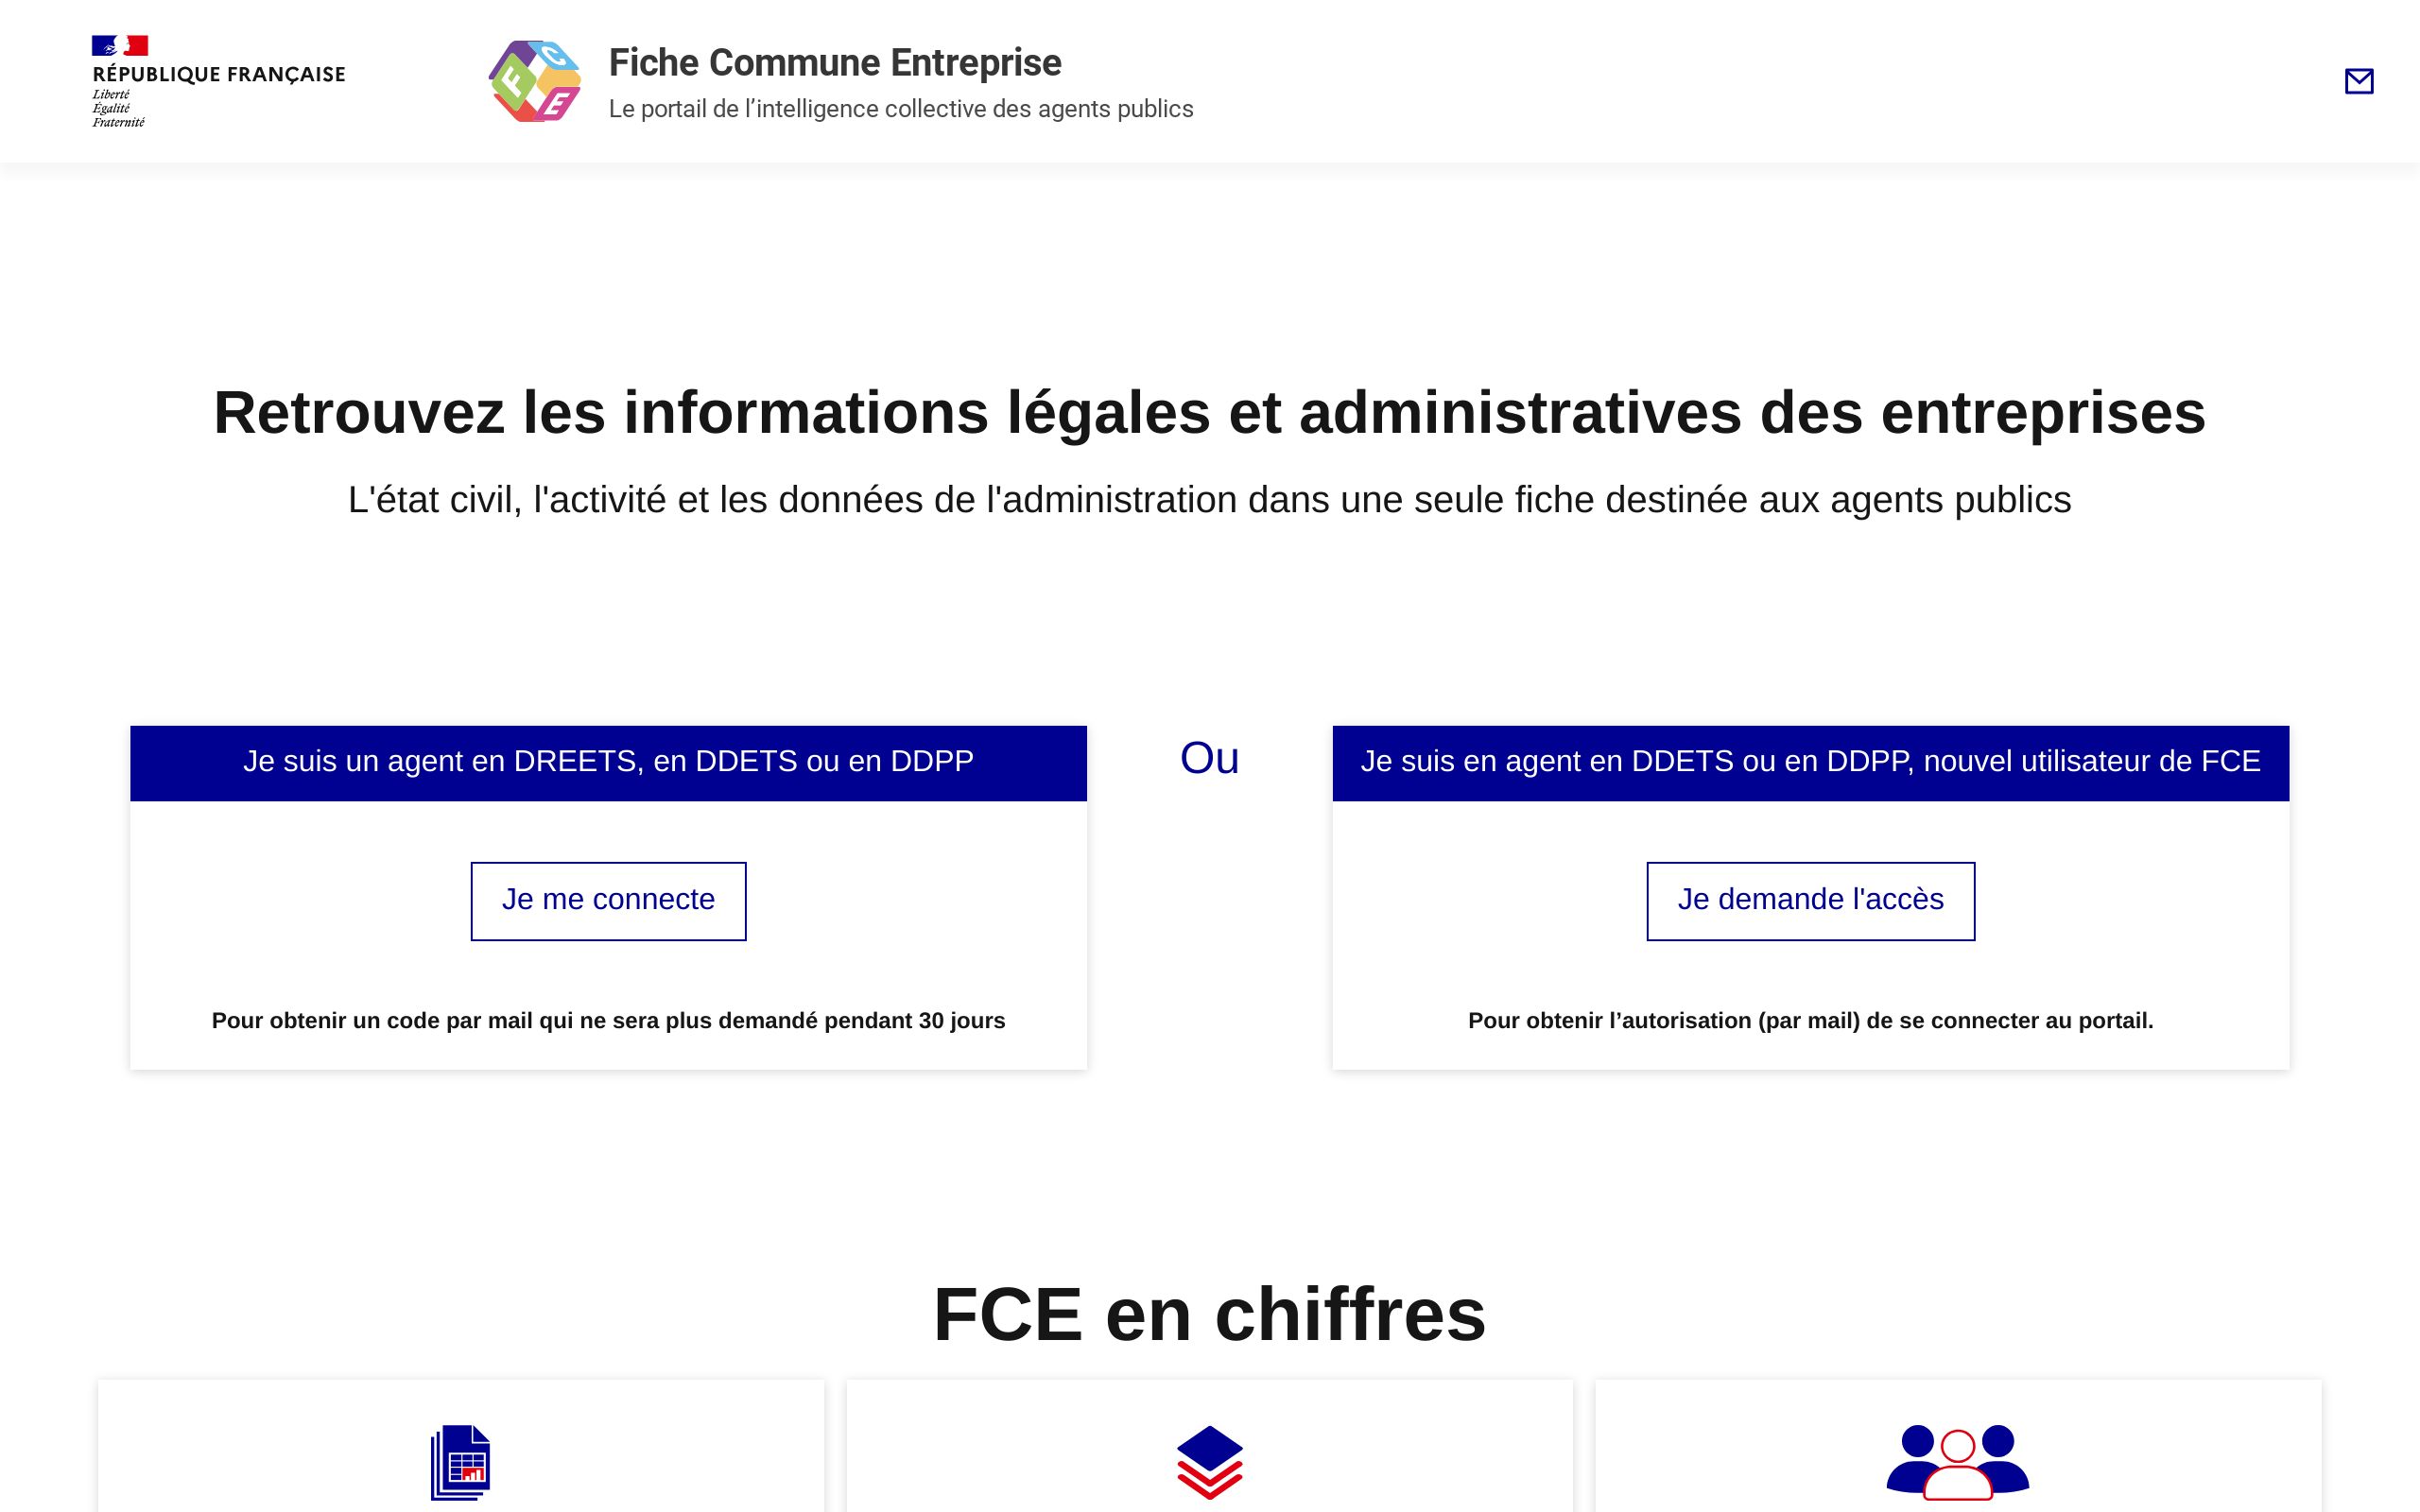 RÉPUBLIQUE FRANÇAISE
Liberté
Égalité
Fraternité
F C E
Fiche Commune Entreprise
Le portail de l’intelligence collective des agents publics
Retrouvez les informations légales et administratives des entreprises
L'état civil, l'activité et les données de l'administration dans une seule fiche destinée aux agents publics
Je suis un agent en DREETS, en DDETS ou en DDPP
Je me connecte
Pour obtenir un code par mail qui ne sera plus demandé pendant 30 jours
Ou
Je suis en agent en DDETS ou en DDPP, nouvel utilisateur de FCE
Je demande l'accès
Pour obtenir l’autorisation (par mail) de se connecter au portail.
FCE en chiffres